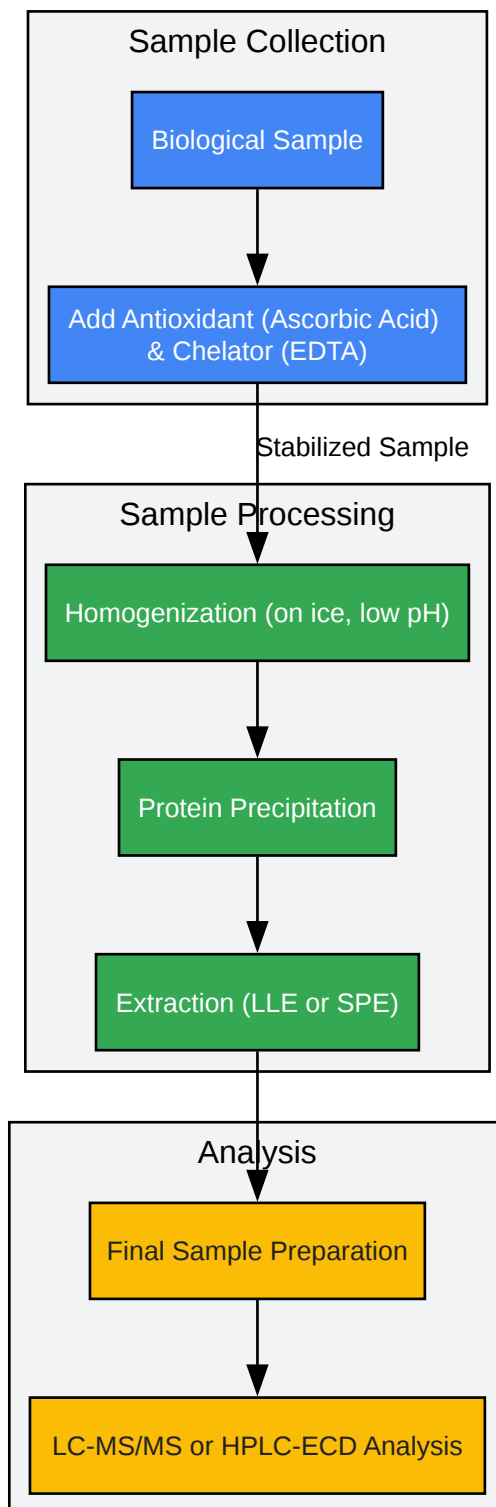 Sample Collection
Biological Sample
Add Antioxidant (Ascorbic Acid)
& Chelator (EDTA)
Stabilized Sample
Sample Processing
Homogenization (on ice, low pH)
Protein Precipitation
Extraction (LLE or SPE)
Analysis
Final Sample Preparation
LC-MS/MS or HPLC-ECD Analysis